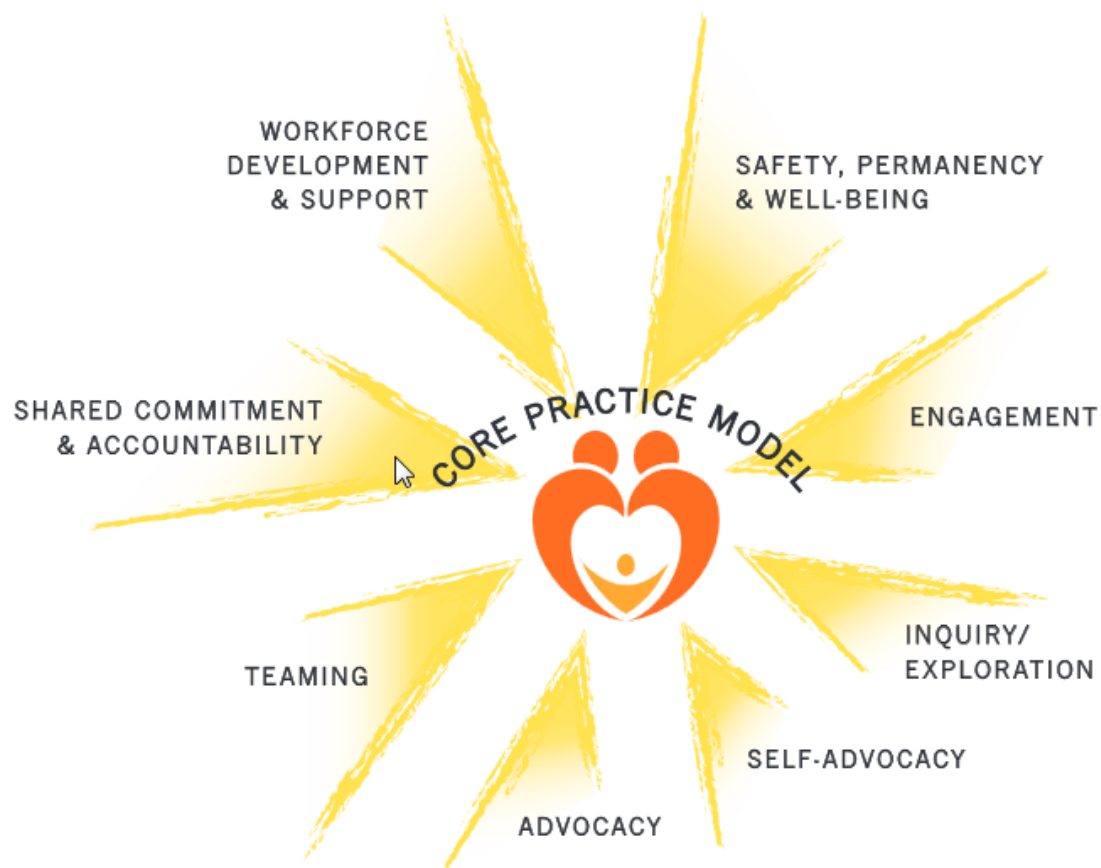 WORKFORCE
DEVELOPMENT
& SUPPORT
SAFETY, PERMANENCY
& WELL-BEING
SHARED COMMITMENT
& ACCOUNTABILITY
CORE PRACTICE MODEL
ENGAGEMENT
INQUIRY/
EXPLORATION
TEAMING
SELF-ADVOCACY
ADVOCACY